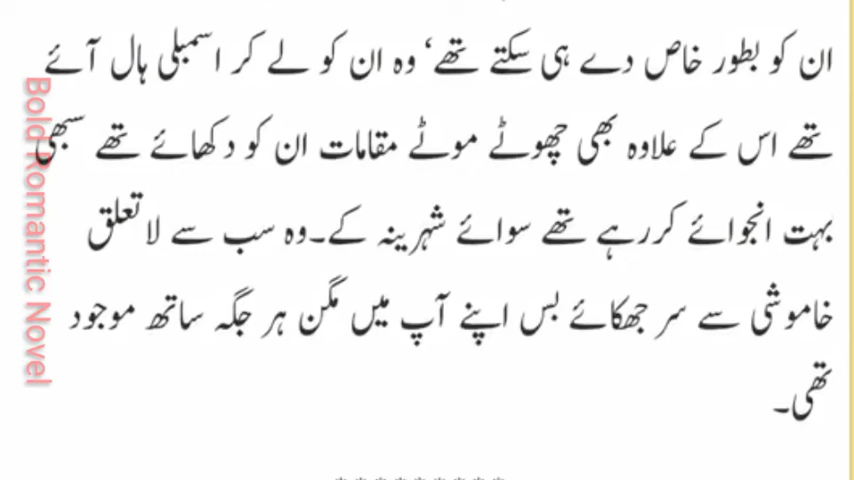 ان کو بطور خاص دے ہی سکتے تھے‘ وہ ان کو لے کر اسمبلی ہال آئے
تھے اس کے علاوہ بھی چھوٹے موٹے مقامات ان کو دکھائے تھے سبھی
بہت انجوائے کررہے تھے سوائے شہرینہ کے۔وہ سب سے لاتعلق
خاموشی سے سر جھکائے بس اپنے آپ میں مگن ہر جگہ ساتھ موجود
تھی۔
*********
Bold Romantic Novel